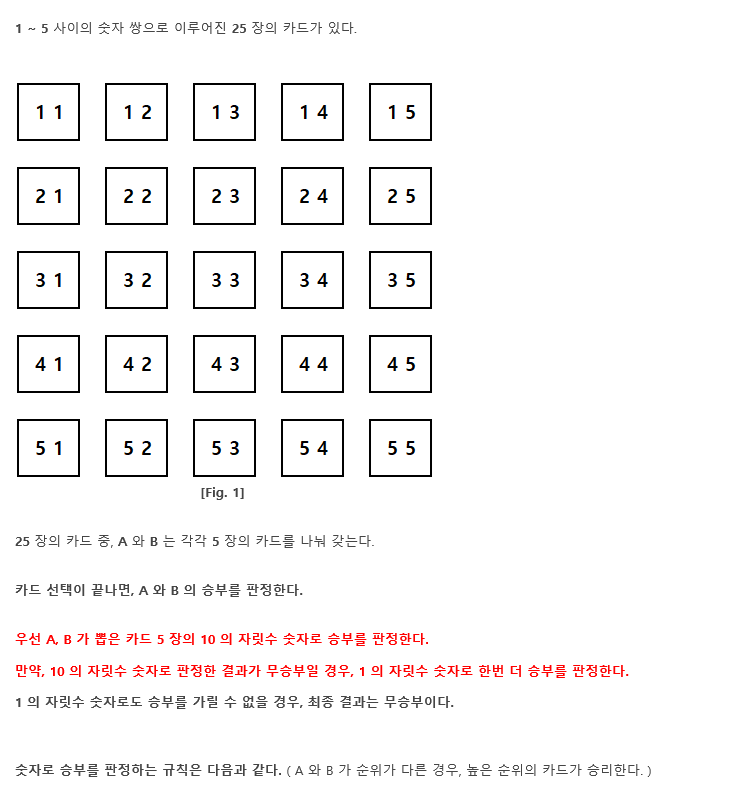 1 ~ 5 사이의 숫자 쌍으로 이루어진 25 장의 카드가 있다.
1 1 1 2 1 3 1 4 1 5
2 1 2 2 2 3 2 4 2 5
3 1 3 2 3 3 3 4 3 5
4 1 4 2 4 3 4 4 4 5
5 1 5 2 5 3 5 4 5 5
[Fig. 1]
25 장의 카드 중, A 와 B 는 각각 5 장의 카드를 나눠 갖는다.
카드 선택이 끝나면, A 와 B 의 승부를 판정한다.
우선 A, B 가 뽑은 카드 5 장의 10 의 자릿수 숫자로 승부를 판정한다.
만약, 10 의 자릿수 숫자로 판정한 결과가 무승부일 경우, 1 의 자릿수 숫자로 한번 더 승부를 판정한다.
1 의 자릿수 숫자로도 승부를 가릴 수 없을 경우, 최종 결과는 무승부이다.
숫자로 승부를 판정하는 규칙은 다음과 같다. ( A 와 B 가 순위가 다른 경우, 높은 순위의 카드가 승리한다. )